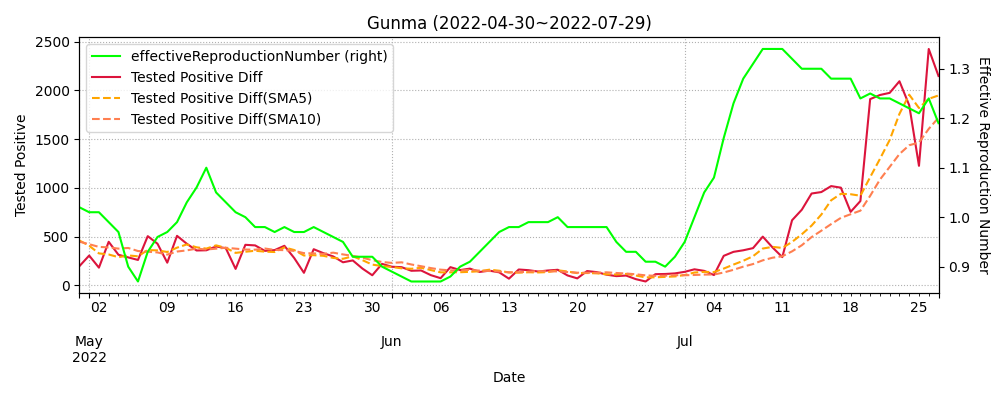 Gunma (2022-04-30~2022-07-29)
effectiveReproductionNumber (right)
Tested Positive Diff
Tested Positive Diff(SMA5)
Tested Positive Diff(SMA10)
Tested Positive
2500
2000
1500
1000
500
0
Effective Reproduction Number
1.3
1.2
1.1
1.0
0.9
02 09 16 23 30 06 13 20 27 04 11 18 25
May Jun Jul
2022
Date